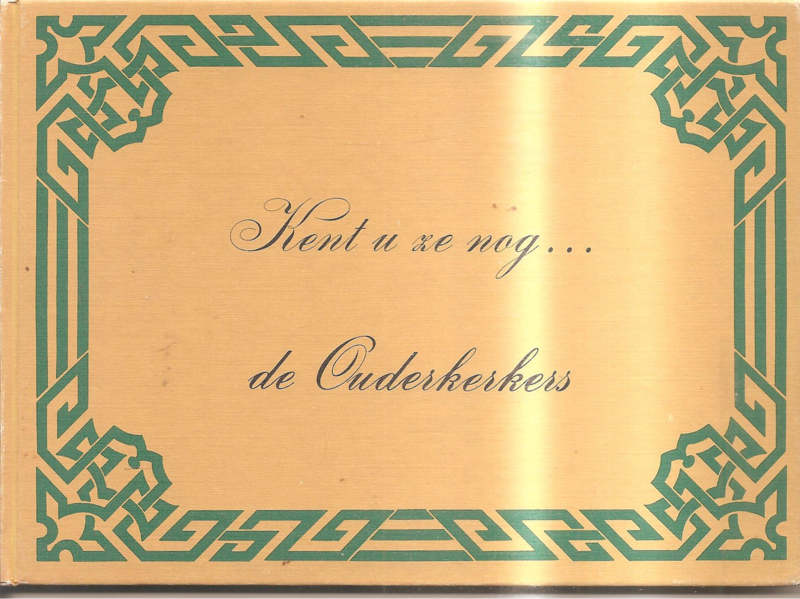 Kent u ze nog...
de Ouderkerkers